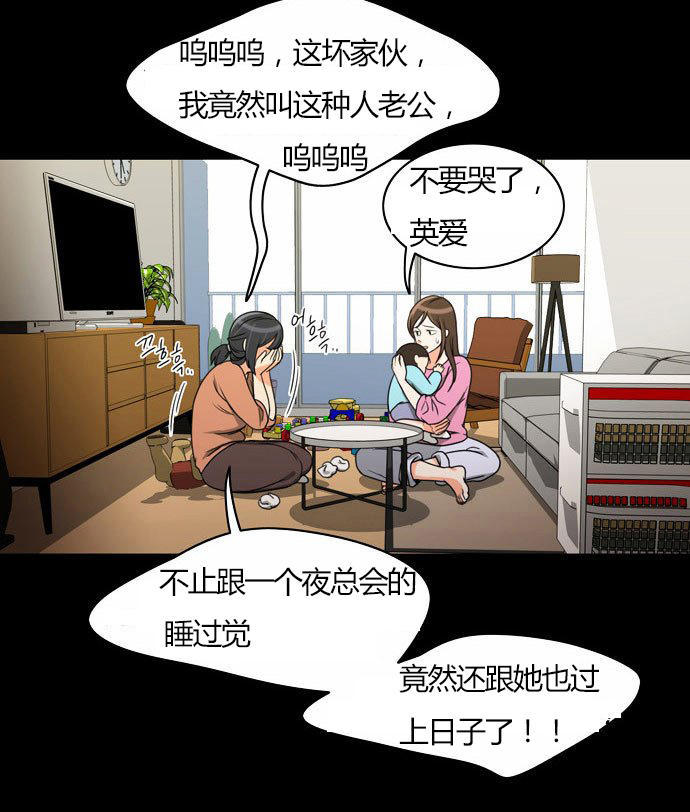 呜呜呜，这坏家伙，
我竟然叫这种人老公，
呜呜呜
不要哭了，
英爱
어흐흑..
끄흐흑..
不止跟一个夜总会的
睡过觉
竟然还跟她也过
上日子了！！